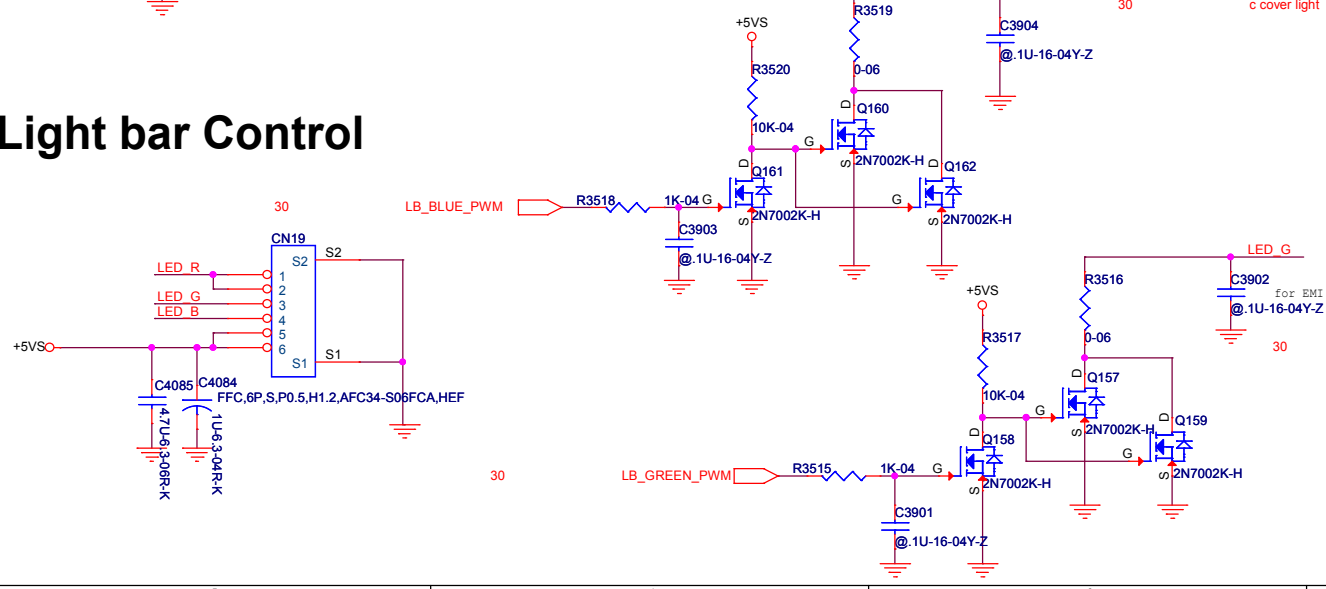 30
c cover light
R3519
C3904
@.1U-16-04Y-Z
+5VS
R3520
0-06
D
Q160
10K-04
G
S
2N7002K-H
Light bar Control
D
Q161
D
Q162
30
LB_BLUE_PWM
R3518
1K-04
G
G
S
2N7002K-H
S
2N7002K-H
C3903
@.1U-16-04Y-Z
CN19
S2
S2
LED_R
1
2
LED_G
3
LED_B
4
5
+5VS
6
S1
S1
C4085
C4084
FFC,6P,S,P0.5,H1.2,AFC34-S06FCA,HEF
4.7U-6.3-06R-K
1U-6.3-04R-K
LED_G
C3902
for EMI
@.1U-16-04Y-Z
30
+5VS
R3516
R3517
0-06
D
Q157
10K-04
G
S
2N7002K-H
D
Q159
D
Q158
G
S
2N7002K-H
30
LB_GREEN_PWM
R3515
1K-04
G
S
2N7002K-H
C3901
@.1U-16-04Y-Z